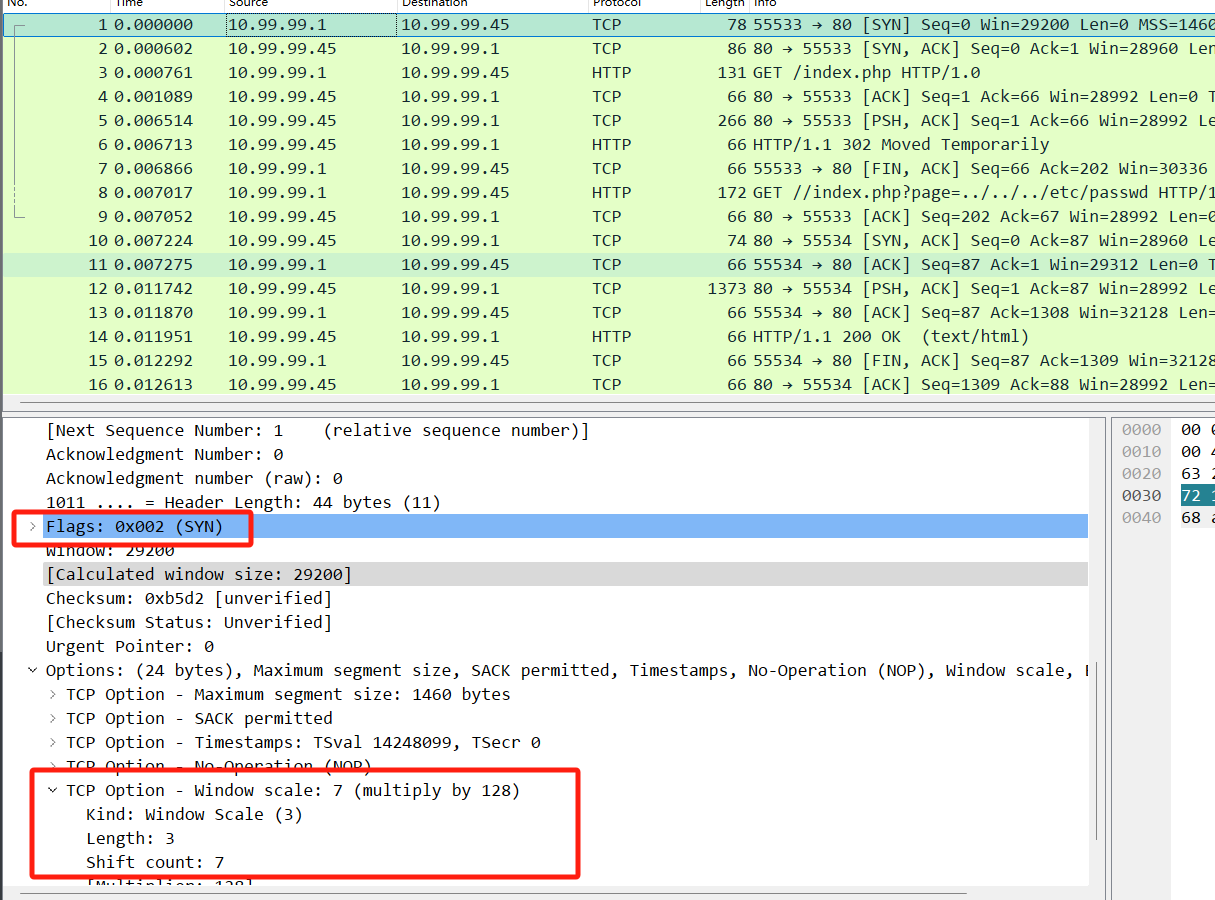 No. Time Source Destination Protocol Length Info
1 0.000000 10.99.99.1 10.99.99.45 TCP 78 55533 → 80 [SYN] Seq=0 Win=29200 Len=0 MSS=1460
2 0.000602 10.99.99.45 10.99.99.1 TCP 86 80 → 55533 [SYN, ACK] Seq=0 Ack=1 Win=28960 Len
3 0.000761 10.99.99.1 10.99.99.45 HTTP 131 GET /index.php HTTP/1.0
4 0.001089 10.99.99.45 10.99.99.1 TCP 66 80 → 55533 [ACK] Seq=1 Ack=66 Win=28992 Len=0 T
5 0.006514 10.99.99.45 10.99.99.1 TCP 266 80 → 55533 [PSH, ACK] Seq=1 Ack=66 Win=28992 Le
6 0.006713 10.99.99.45 10.99.99.1 HTTP 66 HTTP/1.1 302 Moved Temporarily
7 0.006866 10.99.99.1 10.99.99.45 TCP 66 55533 → 80 [FIN, ACK] Seq=66 Ack=202 Win=30336
8 0.007017 10.99.99.1 10.99.99.45 HTTP 172 GET //index.php?page=../../../etc/passwd HTTP/1
9 0.007052 10.99.99.45 10.99.99.1 TCP 66 80 → 55533 [ACK] Seq=202 Ack=67 Win=28992 Len=0
10 0.007224 10.99.99.45 10.99.99.1 TCP 74 80 → 55534 [SYN, ACK] Seq=0 Ack=87 Win=28960 Le
11 0.007275 10.99.99.1 10.99.99.45 TCP 66 55534 → 80 [ACK] Seq=87 Ack=1 Win=29312 Len=0 T
12 0.011742 10.99.99.45 10.99.99.1 TCP 1373 80 → 55534 [PSH, ACK] Seq=1 Ack=87 Win=28992 Le
13 0.011870 10.99.99.1 10.99.99.45 TCP 66 55534 → 80 [ACK] Seq=87 Ack=1308 Win=32128 Len=
14 0.011951 10.99.99.45 10.99.99.1 HTTP 66 HTTP/1.1 200 OK (text/html)
15 0.012292 10.99.99.1 10.99.99.45 TCP 66 55534 → 80 [FIN, ACK] Seq=87 Ack=1309 Win=32128
16 0.012613 10.99.99.45 10.99.99.1 TCP 66 80 → 55534 [ACK] Seq=1309 Ack=88 Win=28992 Len=
[Next Sequence Number: 1 (relative sequence number)]
Acknowledgment Number: 0
Acknowledgment number (raw): 0
1011 .... = Header Length: 44 bytes (11)
Flags: 0x002 (SYN)
Window: 29200
[Calculated window size: 29200]
Checksum: 0xb5d2 [unverified]
[Checksum Status: Unverified]
Urgent Pointer: 0
Options: (24 bytes), Maximum segment size, SACK permitted, Timestamps, No-Operation (NOP), Window scale,
TCP Option - Maximum segment size: 1460 bytes
TCP Option - SACK permitted
TCP Option - Timestamps: TSval 14248099, TSecr 0
TCP Option - No-Operation (NOP)
TCP Option - Window scale: 7 (multiply by 128)
Kind: Window Scale (3)
Length: 3
Shift count: 7
[Multiplier: 128]
0000 00
0010 00
0020 63
0030 72
0040 68